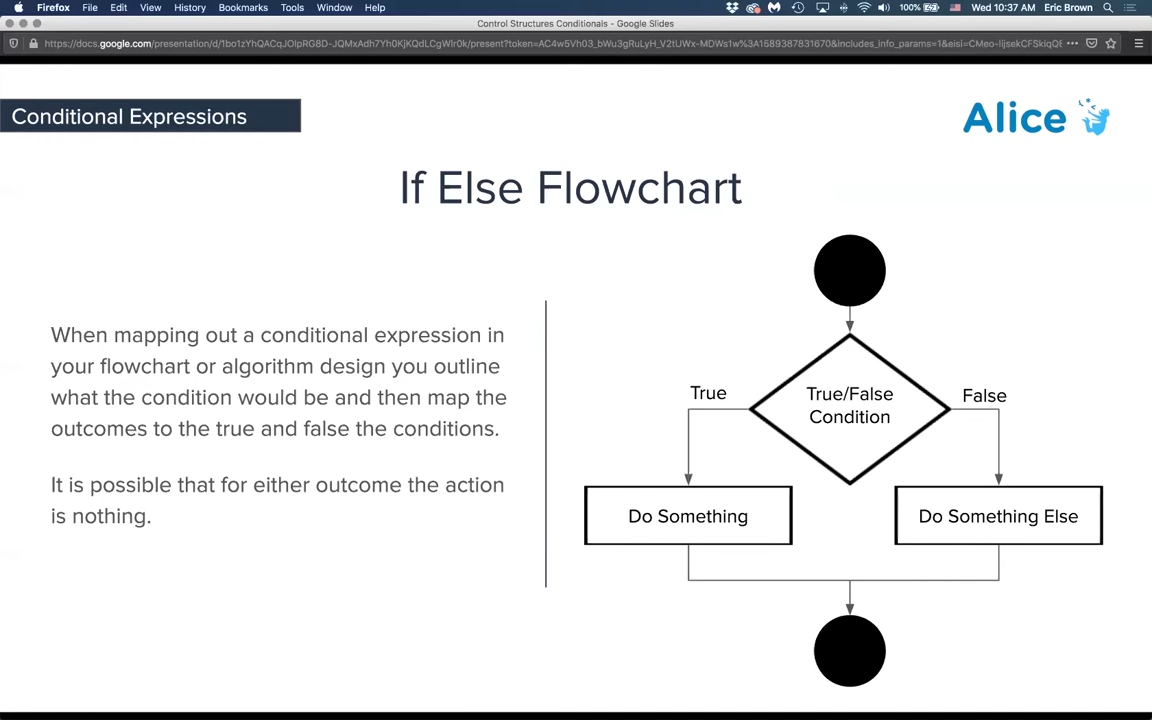 Firefox File Edit View History Bookmarks Tools Window Help 100% Wed 10:37 AM Eric Brown
Control Structures Conditionals - Google Slides
Conditional Expressions
Alice
If Else Flowchart
When mapping out a conditional expression in
your flowchart or algorithm design you outline
what the condition would be and then map the
outcomes to the true and false the conditions.
It is possible that for either outcome the action
is nothing.
True
True/False
Condition
False
Do Something
Do Something Else